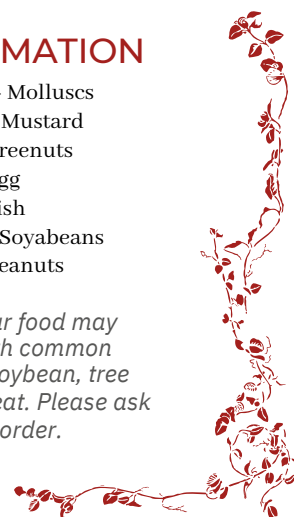 MATION
Molluscs
Mustard
reenuts
gg
ish
Soyabeans
eanuts
r food may
h common
oybean, tree
eat. Please ask
order.